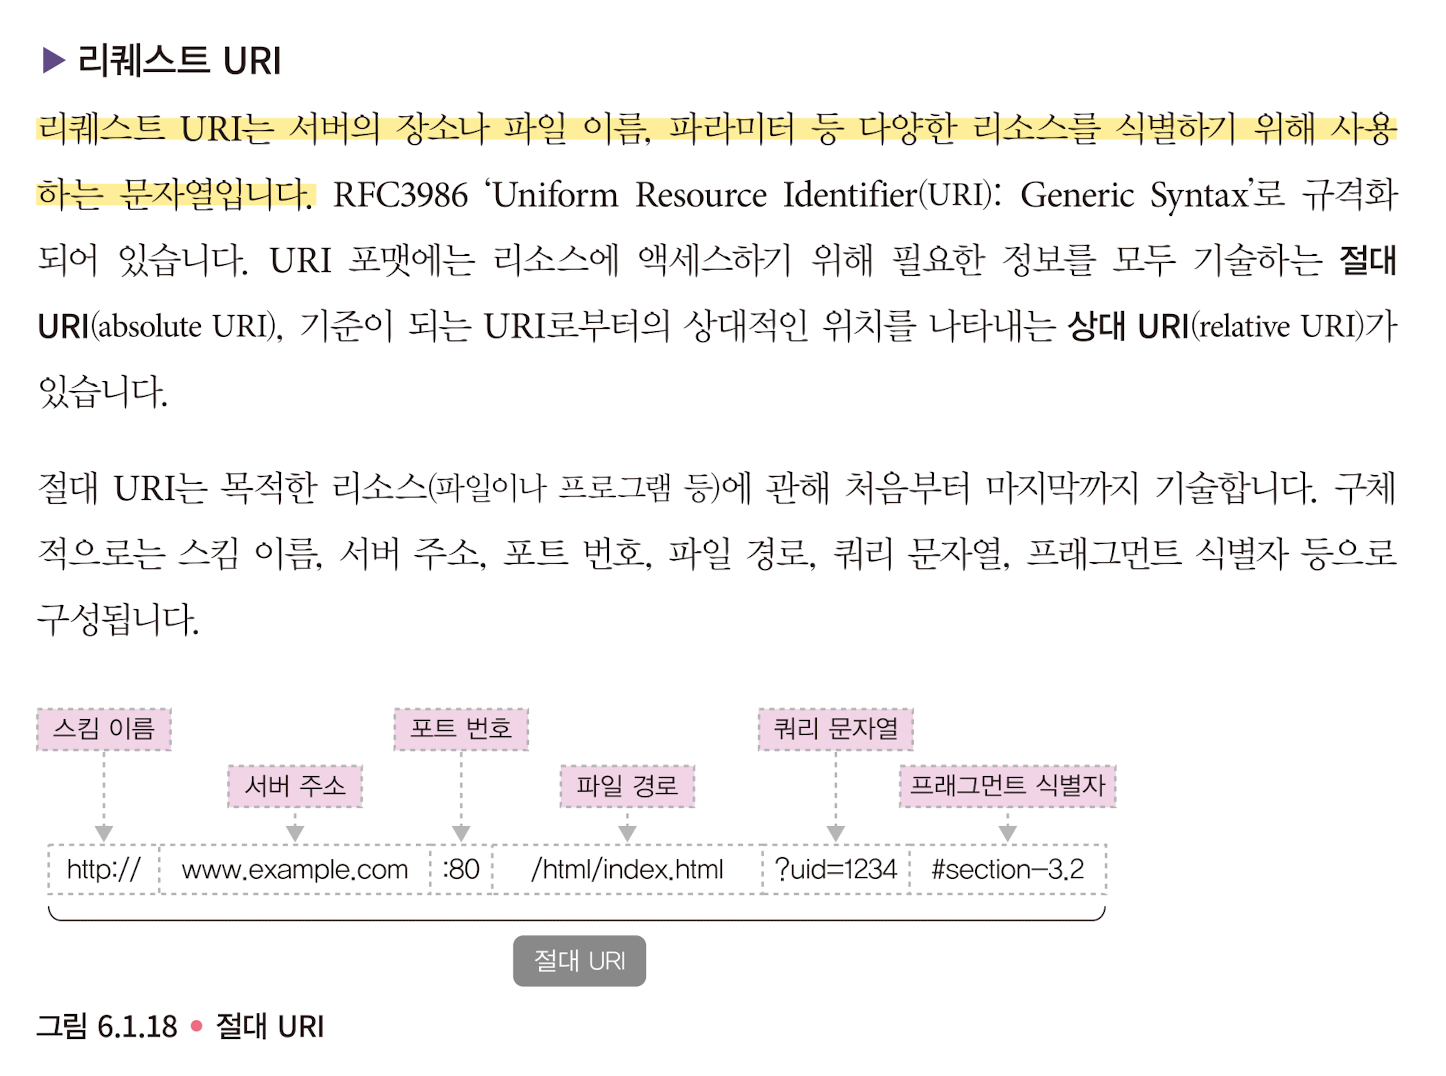 ▶ 리퀘스트 URI
리퀘스트 URI는 서버의 장소나 파일 이름, 파라미터 등 다양한 리소스를 식별하기 위해 사용
하는 문자열입니다. RFC3986 ‘Uniform Resource Identifier(URI): Generic Syntax’로 규격화
되어 있습니다. URI 포맷에는 리소스에 액세스하기 위해 필요한 정보를 모두 기술하는 절대
URI(absolute URI), 기준이 되는 URI로부터의 상대적인 위치를 나타내는 상대 URI(relative URI)가
있습니다.
절대 URI는 목적한 리소스(파일이나 프로그램 등)에 관해 처음부터 마지막까지 기술합니다. 구체
적으로는 스킴 이름, 서버 주소, 포트 번호, 파일 경로, 쿼리 문자열, 프래그먼트 식별자 등으로
구성됩니다.
스킴 이름 포트 번호 쿼리 문자열
서버 주소 파일 경로 프래그먼트 식별자
http:// www.example.com :80 /html/index.html ?uid=1234 #section-3.2
절대 URI
그림 6.1.18 • 절대 URI